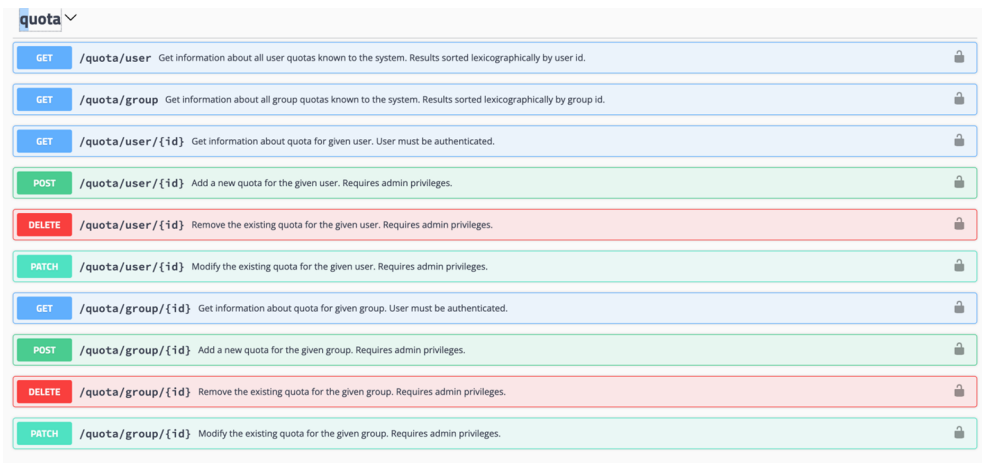 quota
GET /quota/user Get information about all user quotas known to the system. Results sorted lexicographically by user id.
GET /quota/group Get information about all group quotas known to the system. Results sorted lexicographically by group id.
GET /quota/user/{id} Get information about quota for given user. User must be authenticated.
POST /quota/user/{id} Add a new quota for the given user. Requires admin privileges.
DELETE /quota/user/{id} Remove the existing quota for the given user. Requires admin privileges.
PATCH /quota/user/{id} Modify the existing quota for the given user. Requires admin privileges.
GET /quota/group/{id} Get information about quota for given group. User must be authenticated.
POST /quota/group/{id} Add a new quota for the given group. Requires admin privileges.
DELETE /quota/group/{id} Remove the existing quota for the given group. Requires admin privileges.
PATCH /quota/group/{id} Modify the existing quota for the given group. Requires admin privileges.